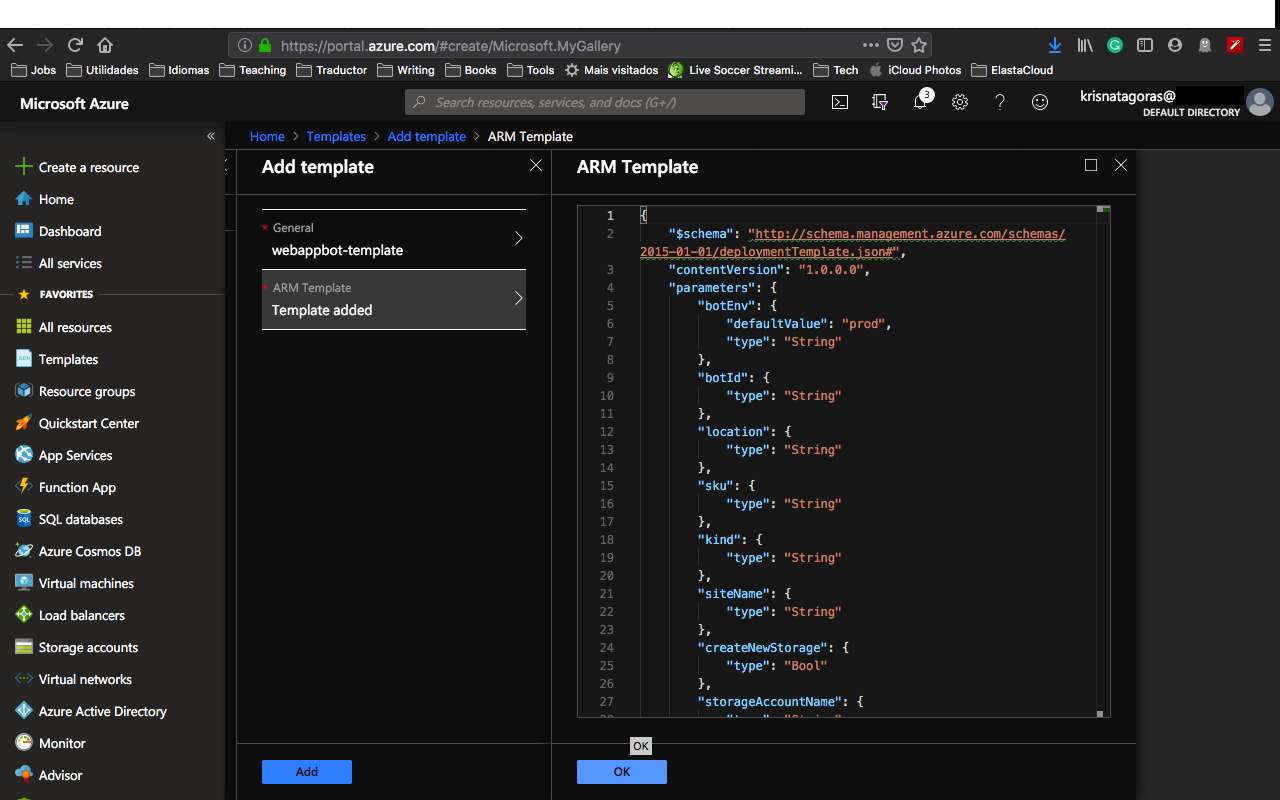 https://portal.azure.com/#create/Microsoft.MyGallery
Jobs Utilidades Idiomas Teaching Traductor Writing Books Tools Mais visitados Live Soccer Streami... Tech iCloud Photos ElastaCloud
Microsoft Azure
Search resources, services, and docs (G+/)
3
krisnatagoras@
DEFAULT DIRECTORY
«
Home > Templates > Add template > ARM Template
Create a resource
Home
Dashboard
All services
FAVORITES
All resources
Templates
Resource groups
Quickstart Center
App Services
Function App
SQL databases
Azure Cosmos DB
Virtual machines
Load balancers
Storage accounts
Virtual networks
Azure Active Directory
Monitor
Advisor
Add template
* General
webappbot-template
* ARM Template
Template added
Add
ARM Template
1 {
2 "$schema": "http://schema.management.azure.com/schemas/
2015-01-01/deploymentTemplate.json#",
3 "contentVersion": "1.0.0.0",
4 "parameters": {
5 "botEnv": {
6 "defaultValue": "prod",
7 "type": "String"
8 },
9 "botId": {
10 "type": "String"
11 },
12 "location": {
13 "type": "String"
14 },
15 "sku": {
16 "type": "String"
17 },
18 "kind": {
19 "type": "String"
20 },
21 "siteName": {
22 "type": "String"
23 },
24 "createNewStorage": {
25 "type": "Bool"
26 },
27 "storageAccountName": {
OK
OK